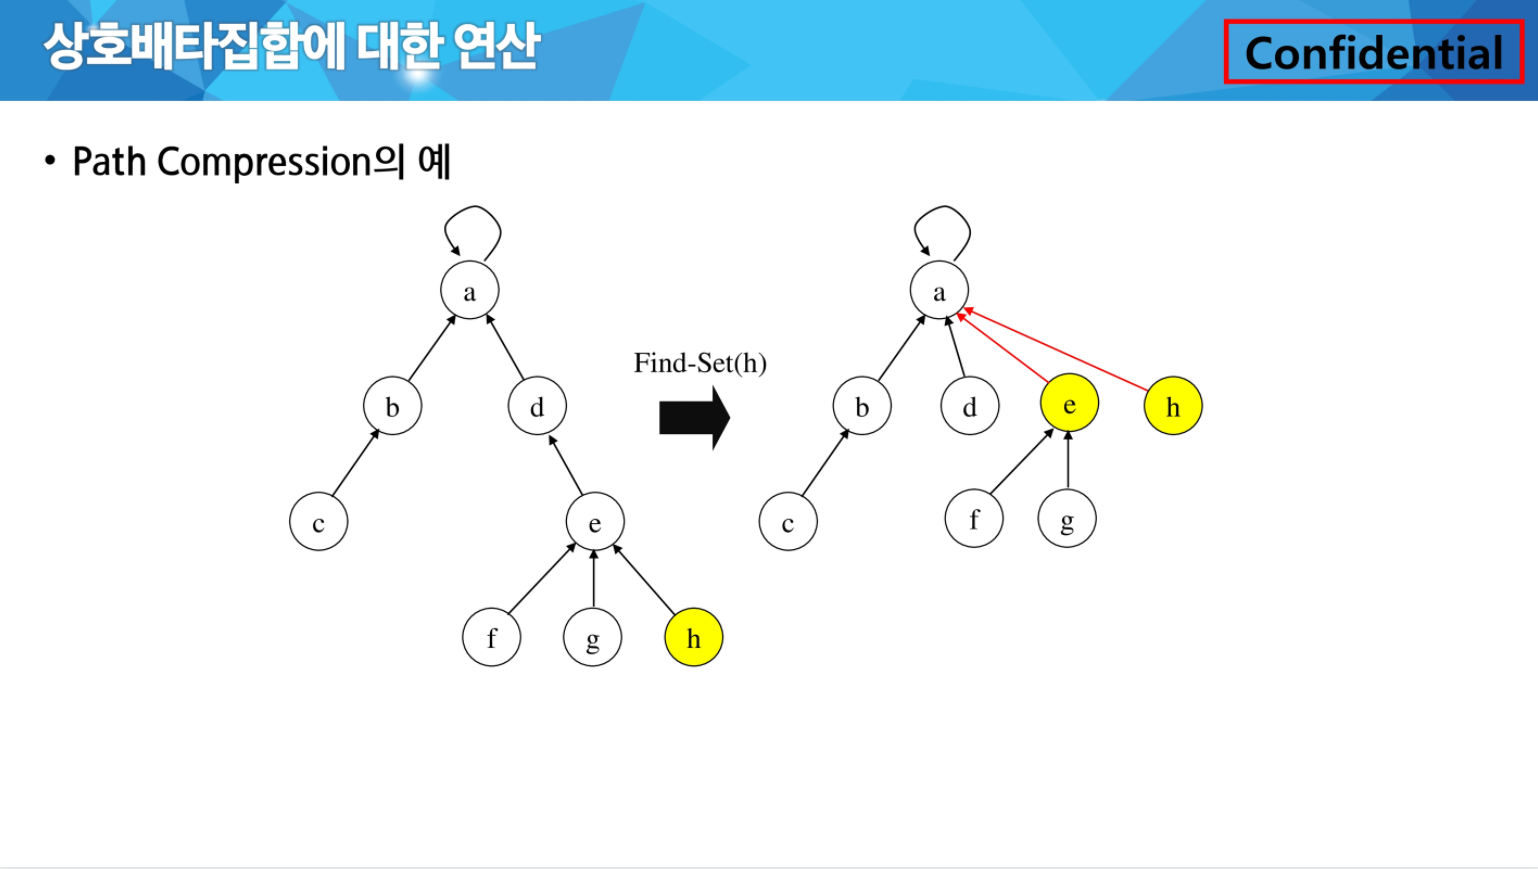 상호배타집합에 대한 연산
Confidential
• Path Compression의 예
a
b
d
c
e
f
g
h
Find-Set(h)
a
b
d
e
h
c
f
g